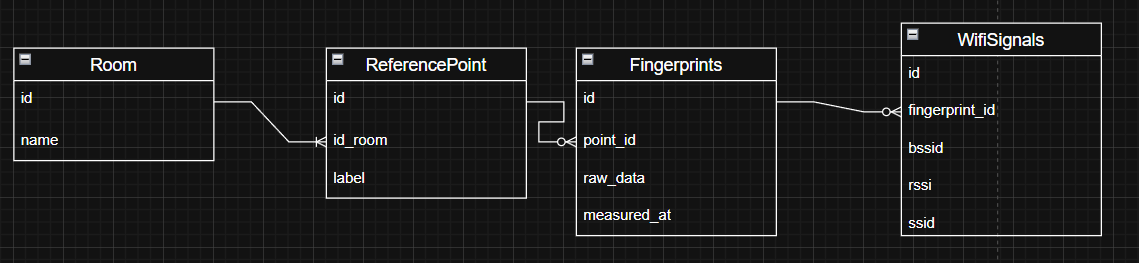 Room
id
name
ReferencePoint
id
id_room
label
Fingerprints
id
point_id
raw_data
measured_at
WifiSignals
id
fingerprint_id
bssid
rssi
ssid